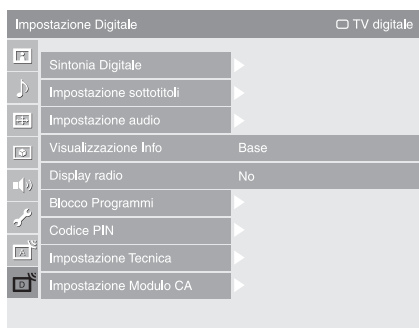 Impostazione Digitale TV digitale
Sintonia Digitale
Impostazione sottotitoli
Impostazione audio
Visualizzazione Info Base
Display radio No
Blocco Programmi
Codice PIN
A Impostazione Tecnica
D Impostazione Modulo CA